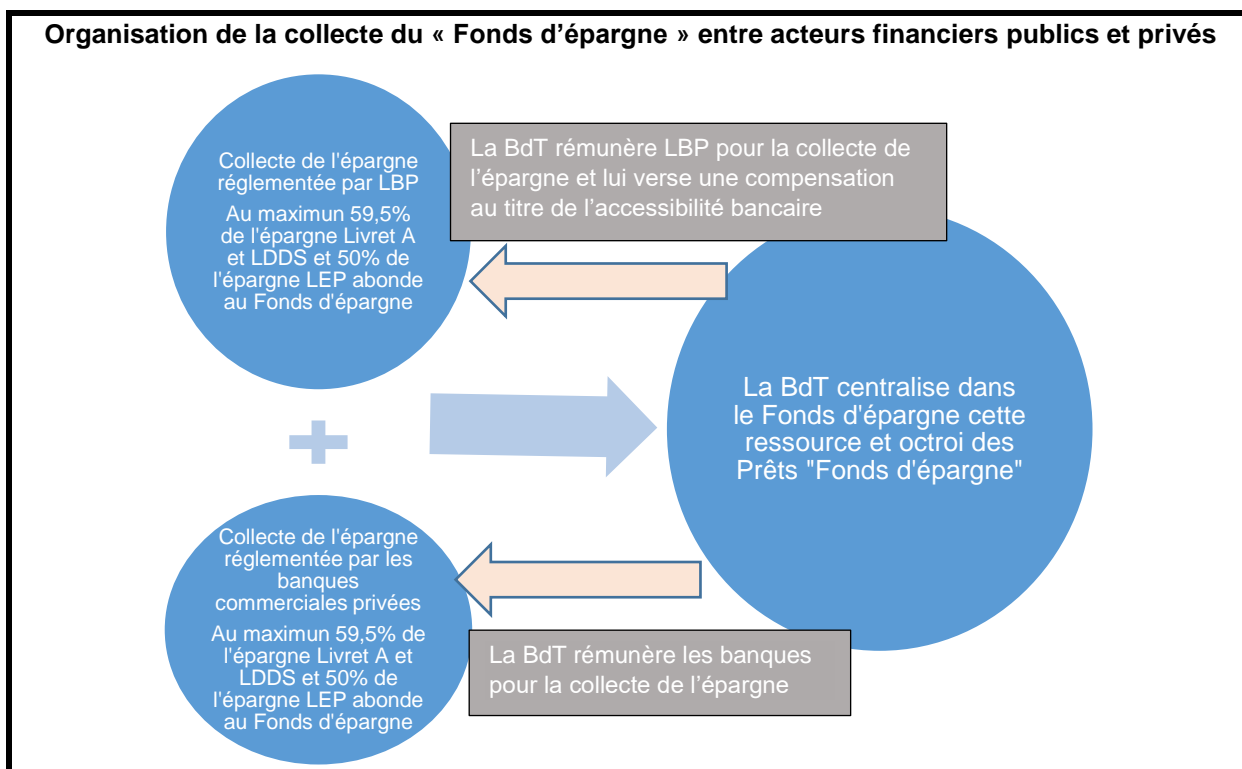 Organisation de la collecte du « Fonds d'épargne » entre acteurs financiers publics et privés
Collecte de l'épargne
réglementée par LBP
Au maximun 59,5%
de l'épargne Livret A
et LDDS et 50% de
l'épargne LEP abonde
au Fonds d'épargne
La BdT rémunère LBP pour la collecte de
l'épargne et lui verse une compensation
au titre de l'accessibilité bancaire
La BdT centralise dans
le Fonds d'épargne cette
ressource et octroi des
Prêts "Fonds d'épargne"
Collecte de l'épargne
réglementée par les
banques
commerciales privées
Au maximun 59,5% de
l'épargne Livret A et
LDDS et 50% de
l'épargne LEP abonde
au Fonds d'épargne
La BdT rémunère les banques
pour la collecte de l'épargne